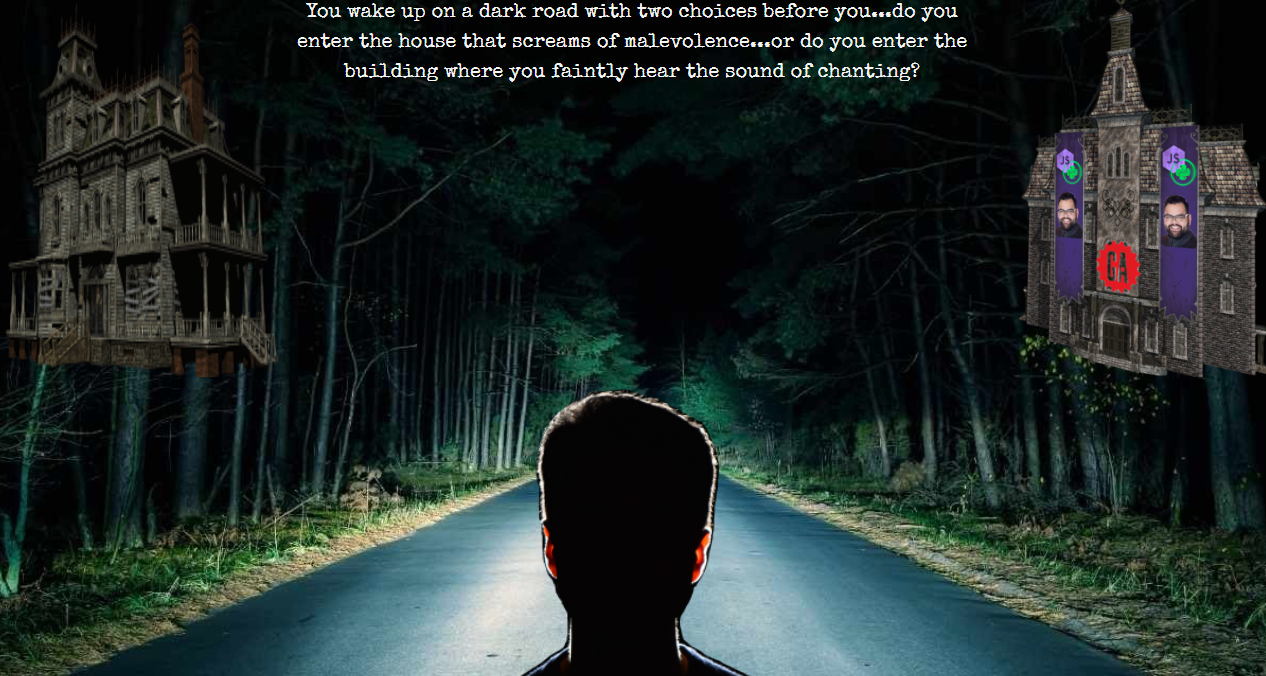 You wake up on a dark road with two choices before you...do you
enter the house that screams of malevolence...or do you enter the
building where you faintly hear the sound of chanting?
JS
JS
GA